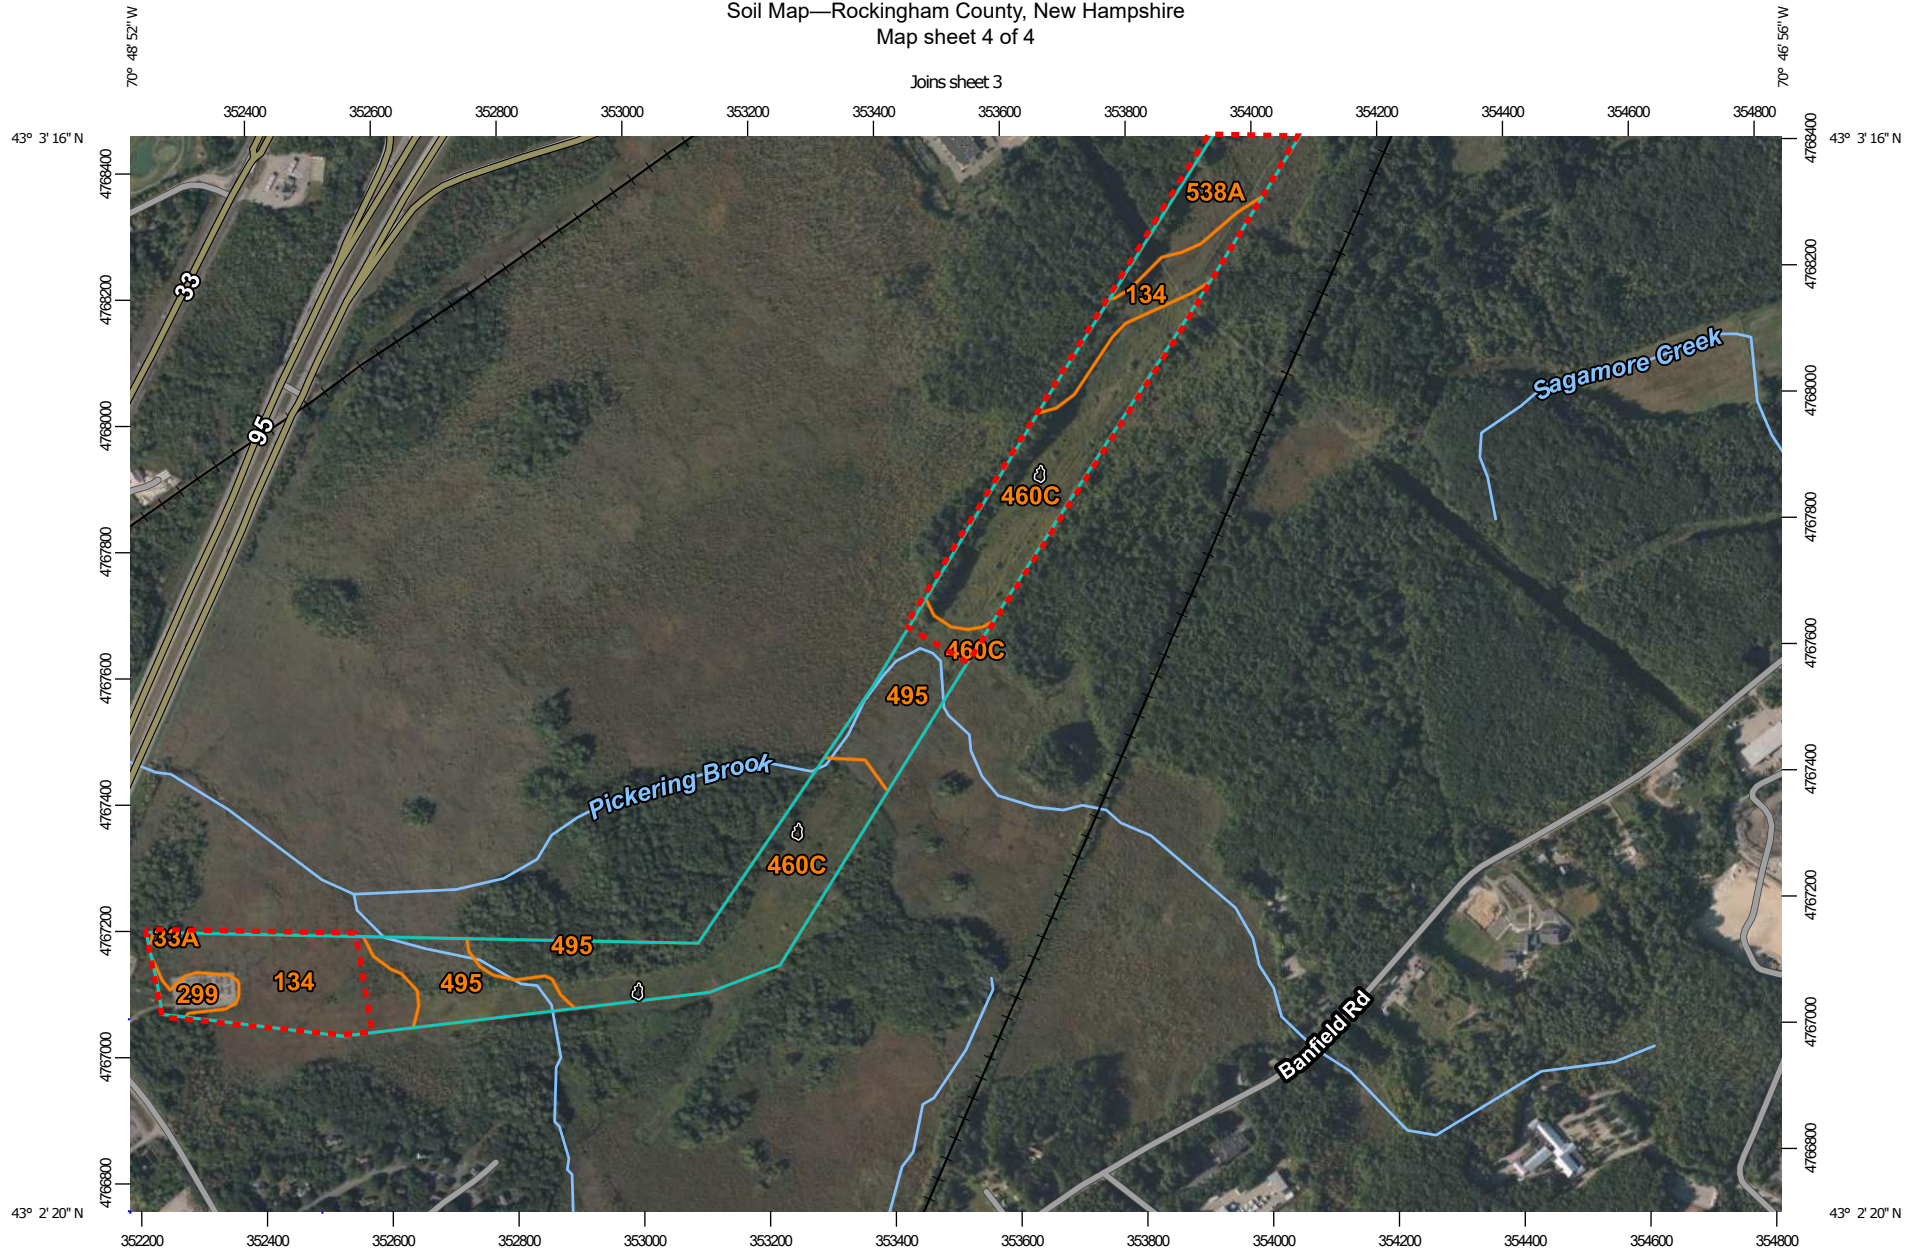 Soil Map—Rockingham County, New Hampshire
Map sheet 4 of 4
Joins sheet 3
70° 48' 52'' W
70° 46' 56'' W
352400 352600 352800 353000 353200 353400 353600 353800 354000 354200 354400 354600 354800
43° 3' 16'' N
43° 3' 16'' N
4768400
4768200
4768000
4767800
4767600
4767400
4767200
4767000
4766800
4768400
4768200
4768000
4767800
4767600
4767400
4767200
4767000
4766800
538A
33
134
Sagamore Creek
95
460C
460C
495
Pickering Brook
460C
33A
495
134
495
299
Banfield Rd
43° 2' 20'' N
43° 2' 20'' N
352200 352400 352600 352800 353000 353200 353400 353600 353800 354000 354200 354400 354600 354800